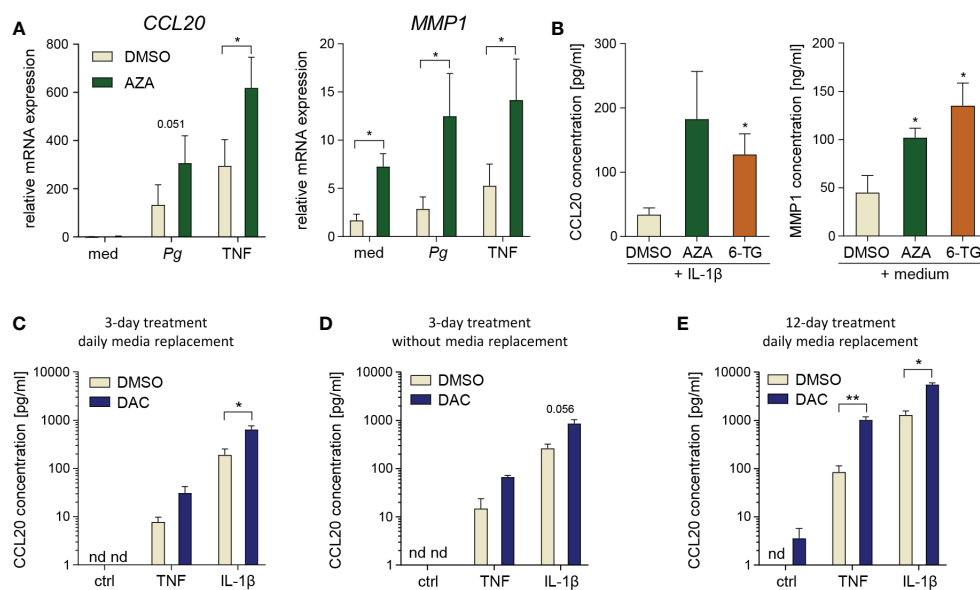 A
CCL20
relative mRNA expression
800
600
400
200
0
DMSO
AZA
0.051
*
med Pg TNF
MMP1
relative mRNA expression
20
15
10
5
0
*
*
*
med Pg TNF
B
CCL20 concentration [pg/ml]
300
200
100
0
*
DMSO AZA 6-TG
+ IL-1β
MMP1 concentration [ng/ml]
200
150
100
50
0
*
*
DMSO AZA 6-TG
+ medium
C
3-day treatment
daily media replacement
CCL20 concentration [pg/ml]
10000
1000
100
10
1
DMSO
DAC
*
nd nd
ctrl TNF IL-1β
D
3-day treatment
without media replacement
CCL20 concentration [pg/ml]
10000
1000
100
10
1
DMSO
DAC
0.056
nd nd
ctrl TNF IL-1β
E
12-day treatment
daily media replacement
CCL20 concentration [pg/ml]
10000
1000
100
10
1
DMSO
DAC
**
*
nd
ctrl TNF IL-1β